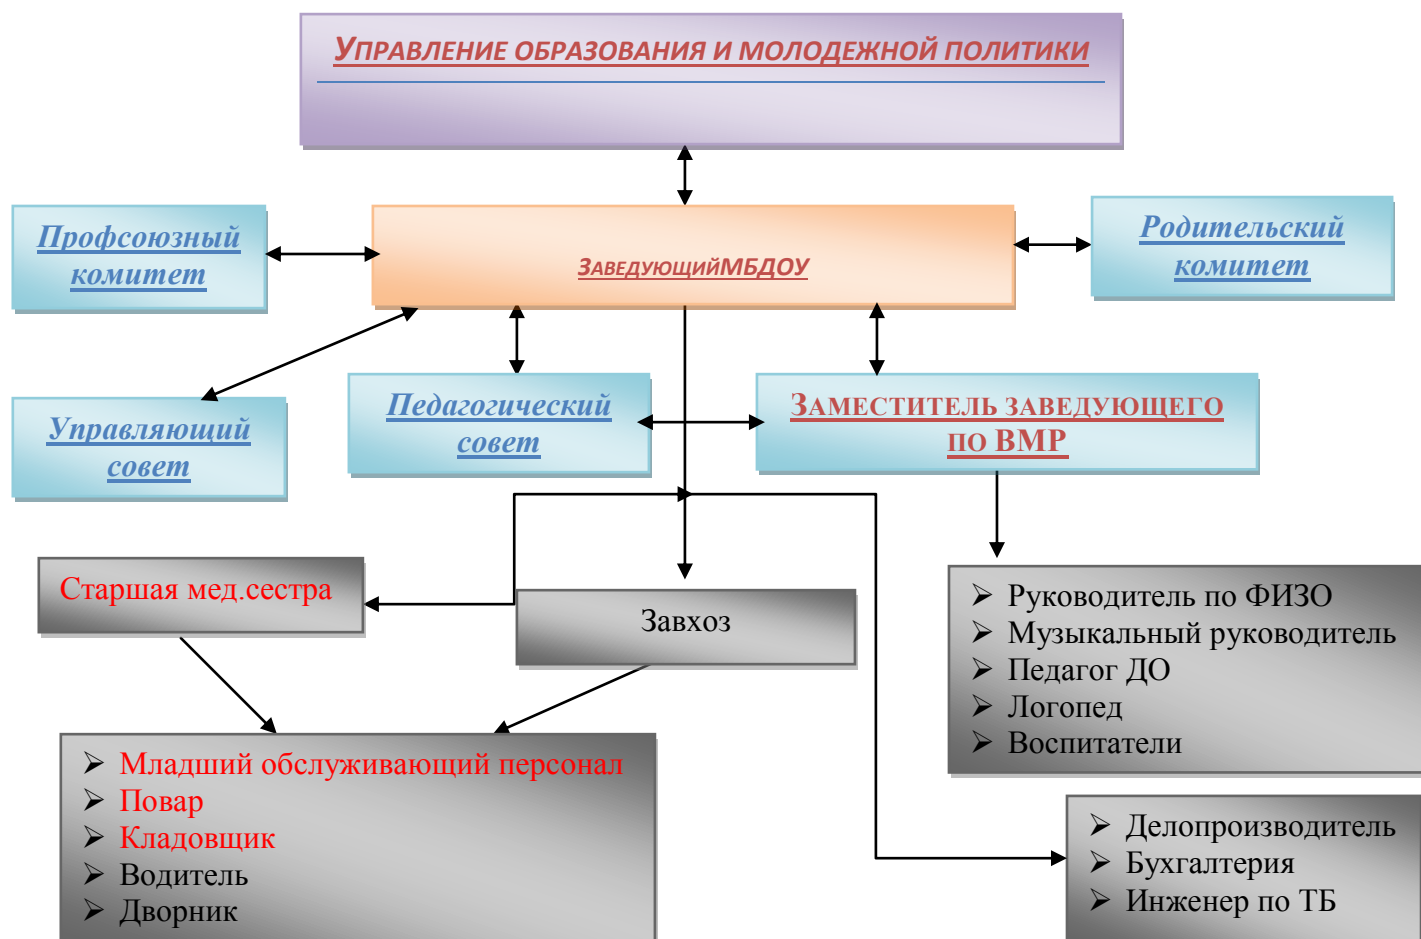 УПРАВЛЕНИЕ ОБРАЗОВАНИЯ И МОЛОДЕЖНОЙ ПОЛИТИКИ
Профсоюзный
комитет
ЗАВЕДУЮЩИЙМБДОУ
Родительский
комитет
Управляющий
совет
Педагогический
совет
ЗАМЕСТИТЕЛЬ ЗАВЕДУЮЩЕГО
ПО ВМР
Старшая мед.сестра
Завхоз
Руководитель по ФИЗО
Музыкальный руководитель
Педагог ДО
Логопед
Воспитатели
Младший обслуживающий персонал
Повар
Кладовщик
Водитель
Дворник
Делопроизводитель
Бухгалтерия
Инженер по ТБ